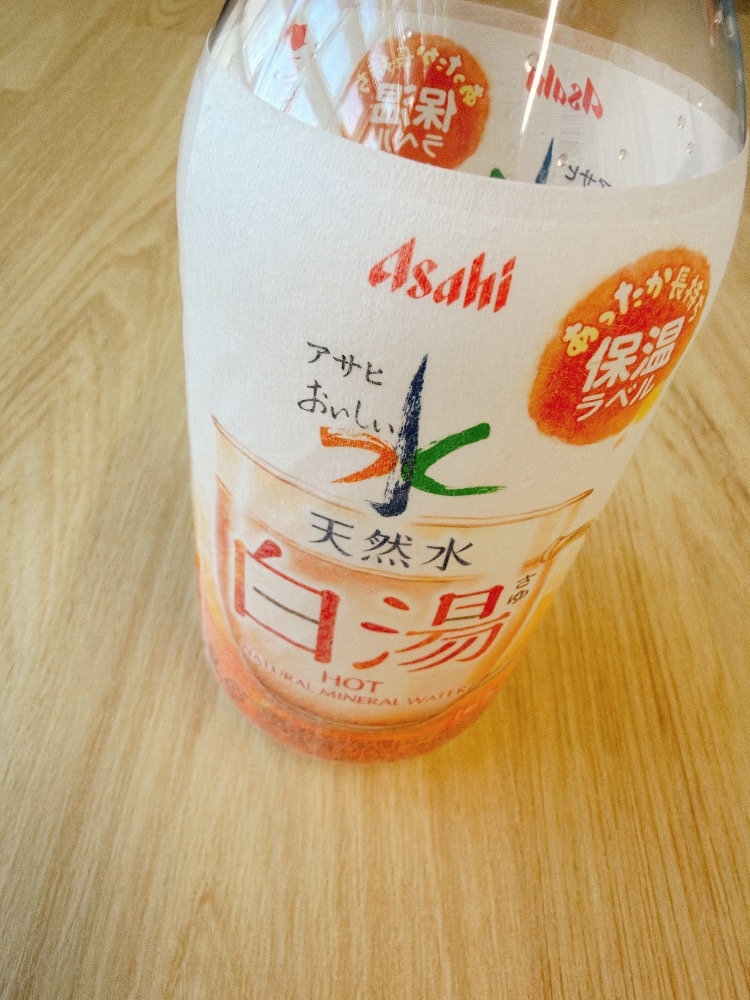 Asahi
あったか長持ち
保温
ラベル
アサヒ
おいしい
水
天然水
白湯
さゆ
HOT
NATURAL MINERAL WATER